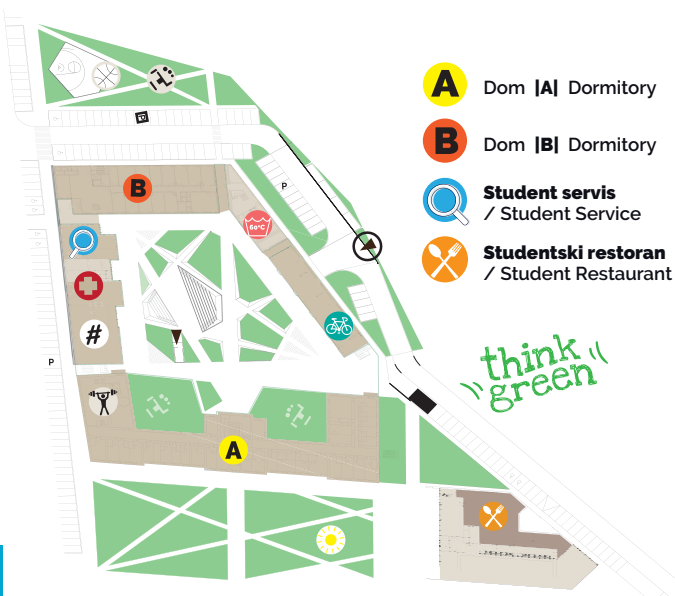 A Dom |A| Dormitory
B Dom |B| Dormitory
Student servis
/ Student Service
Studentski restoran
/ Student Restaurant
think
green
B
P
60°C
#
P
A